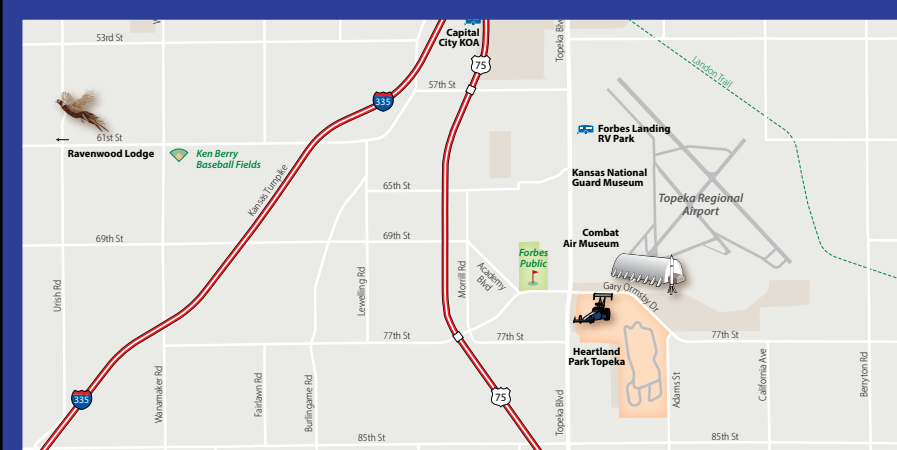 53rd St
Capital
City KOA
75
Topeka Blvd
Landon Trail
57th St
335
61st St
Ravenwood Lodge
Ken Berry
Baseball Fields
Forbes Landing
RV Park
Kansas Turnpike
Kansas National
Guard Museum
65th St
Topeka Regional
Airport
69th St
69th St
Combat
Air Museum
Forbes
Public
Urish Rd
Lewelling Rd
Morrill Rd
Academy
Blvd
Gary Ormsby Dr
77th St
77th St
77th St
Heartland
Park Topeka
335
Wanamaker Rd
Fairlawn Rd
Burlingame Rd
75
Topeka Blvd
Adams St
California Ave
Berryton Rd
85th St
85th St